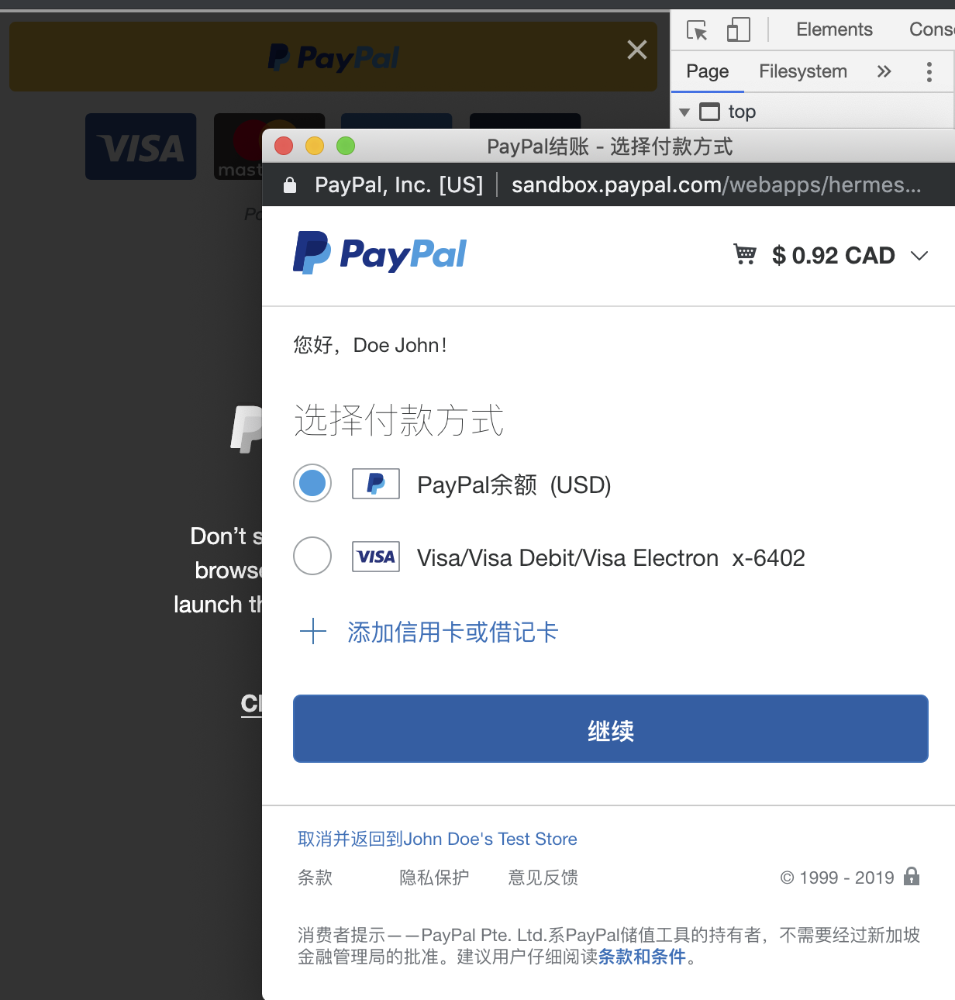 PayPal
Elements
Page Filesystem
top
VISA
PayPal结账 - 选择付款方式
PayPal, Inc. [US] sandbox.paypal.com/webapps/hermes...
PayPal
$ 0.92 CAD
您好，Doe John！
选择付款方式
PayPal余额 (USD)
Don’t
VISA Visa/Visa Debit/Visa Electron x-6402
launch
添加信用卡或借记卡
继续
取消并返回到John Doe's Test Store
条款 隐私保护 意见反馈 © 1999 - 2019
消费者提示——PayPal Pte. Ltd.系PayPal储值工具的持有者，不需要经过新加坡
金融管理局的批准。建议用户仔细阅读条款和条件。